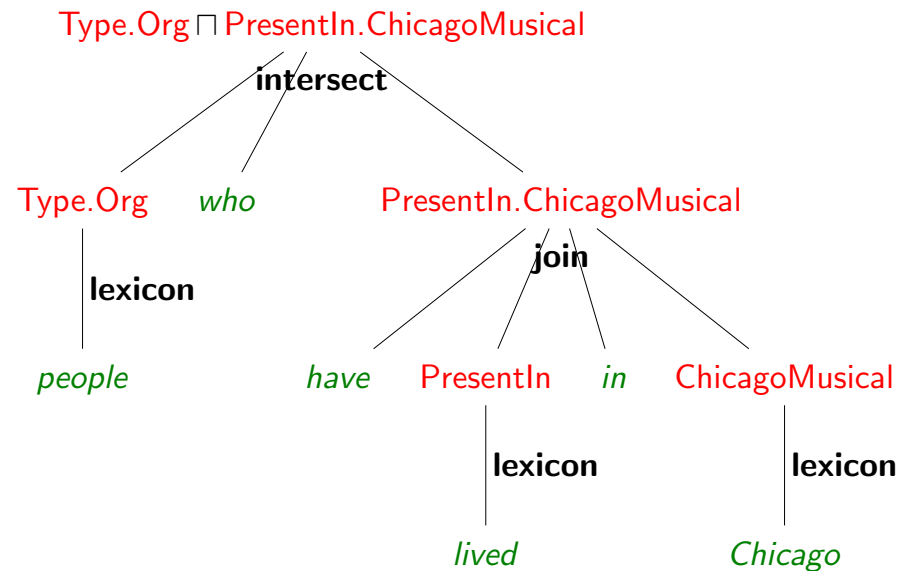 Type.Org ⊓ PresentIn.ChicagoMusical
intersect
Type.Org who PresentIn.ChicagoMusical
join
lexicon
people have PresentIn in ChicagoMusical
lexicon lexicon
lived Chicago